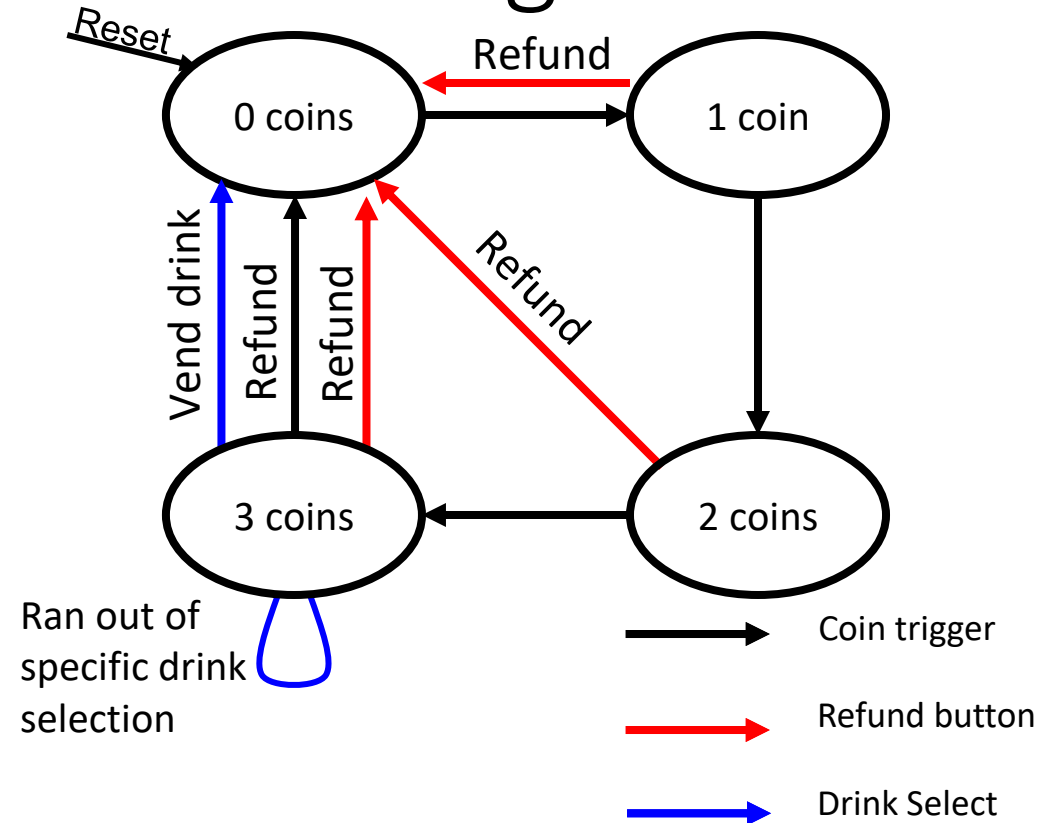 Reset
Refund
0 coins
1 coin
Vend drink
Refund
Refund
Refund
3 coins
2 coins
Ran out of
specific drink
selection
Coin trigger
Refund button
Drink Select